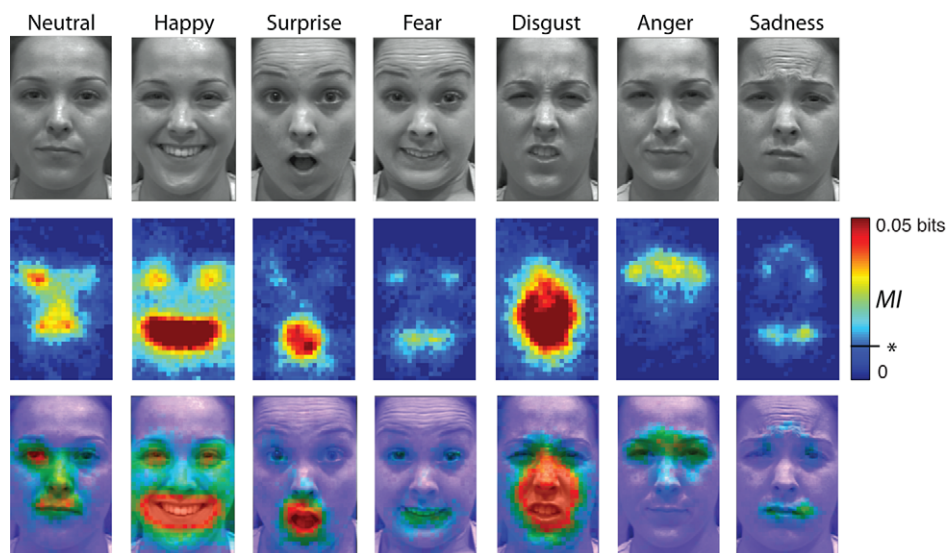 Neutral Happy Surprise Fear Disgust Anger Sadness
0.05 bits
MI
*
0